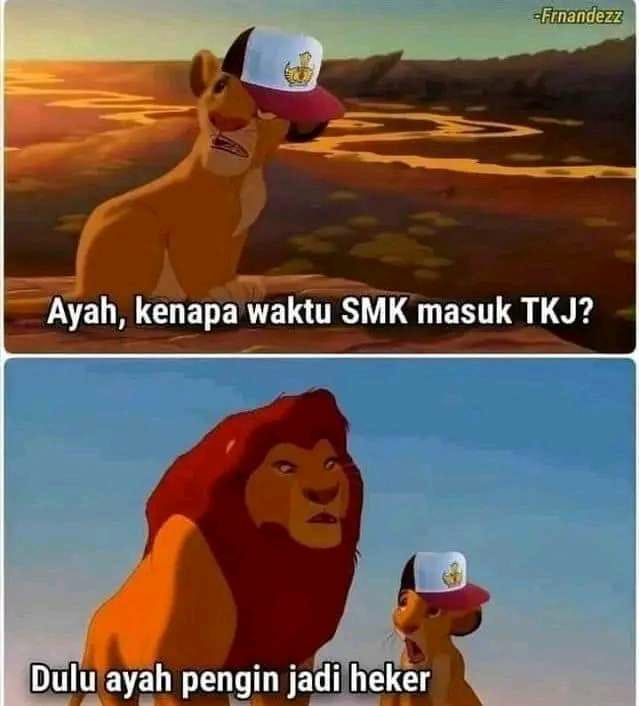 -Frnandezz
Ayah, kenapa waktu SMK masuk TKJ?
Dulu ayah pengin jadi heker